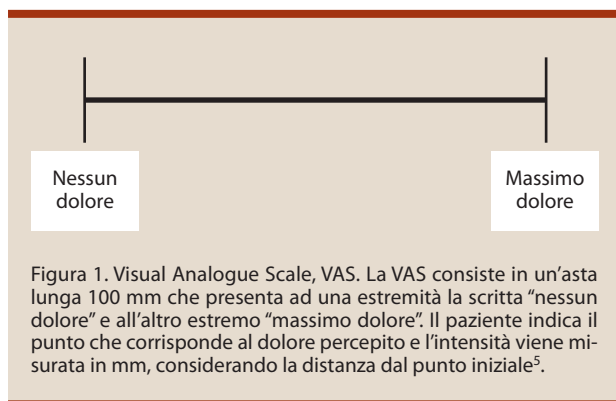 Nessun
dolore
Massimo
dolore
Figura 1. Visual Analogue Scale, VAS. La VAS consiste in un’asta
lunga 100 mm che presenta ad una estremità la scritta “nessun
dolore” e all’altro estremo “massimo dolore”. Il paziente indica il
punto che corrisponde al dolore percepito e l’intensità viene mi-
surata in mm, considerando la distanza dal punto iniziale⁵.